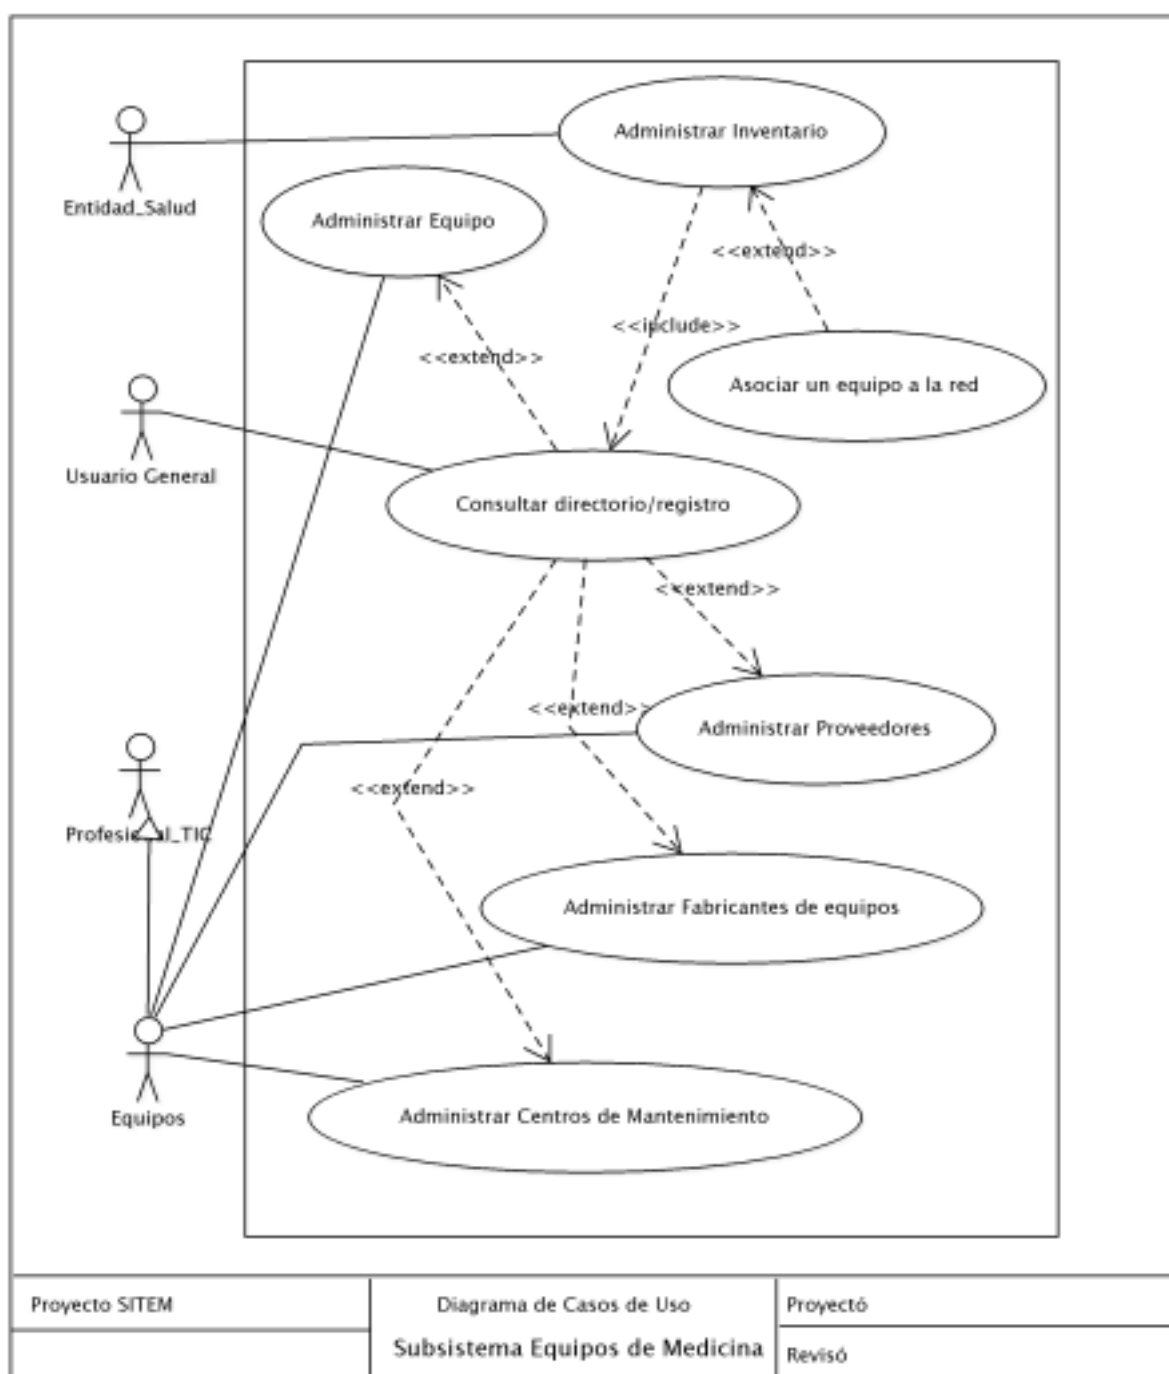 Administrar Inventario
Entidad_Salud
Administrar Equipo
<<extend>>
<<include>>
<<extend>>
Asociar un equipo a la red
Usuario General
Consultar directorio/registro
<<extend>>
<<extend>>
Administrar Proveedores
<<extend>>
Profesional_TIC
Administrar Fabricantes de equipos
Equipos
Administrar Centros de Mantenimiento
Proyecto SITEM
Diagrama de Casos de Uso
Proyectó
Subsistema Equipos de Medicina
Revisó